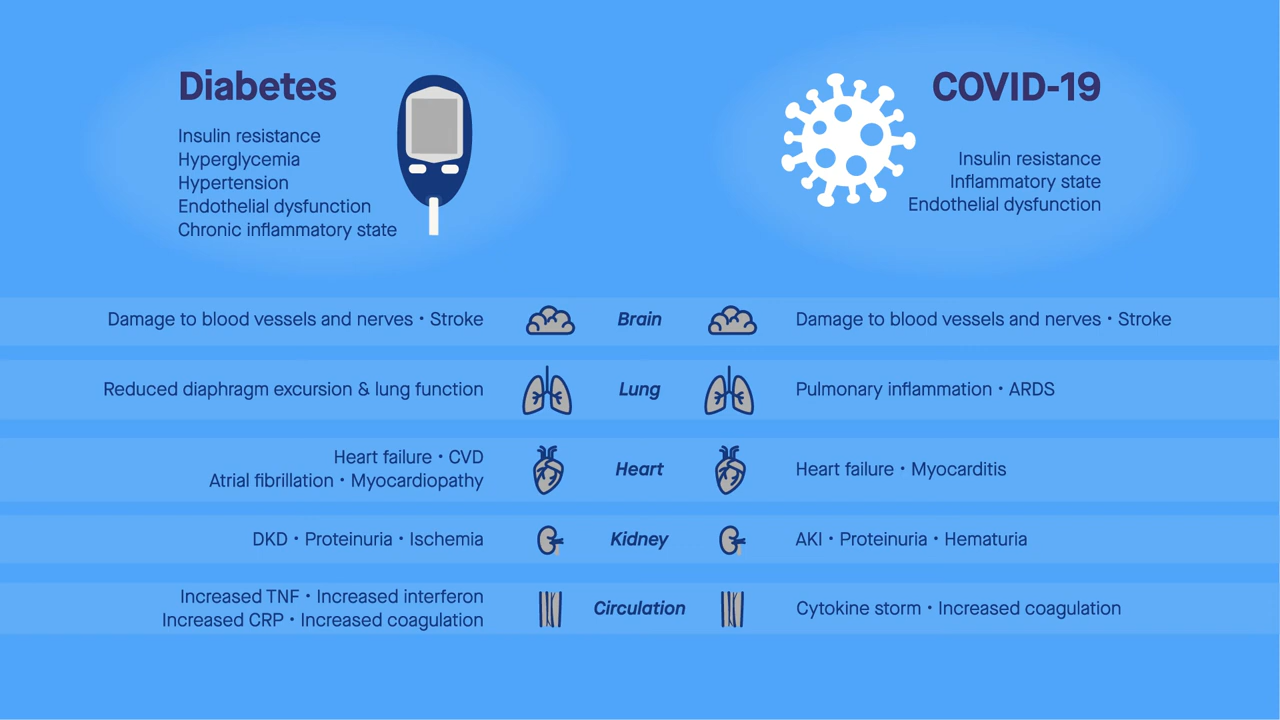 Diabetes
Insulin resistance
Hyperglycemia
Hypertension
Endothelial dysfunction
Chronic inflammatory state
COVID-19
Insulin resistance
Inflammatory state
Endothelial dysfunction
Damage to blood vessels and nerves • Stroke
Brain
Damage to blood vessels and nerves • Stroke
Reduced diaphragm excursion & lung function
Lung
Pulmonary inflammation • ARDS
Heart failure • CVD
Atrial fibrillation • Myocardiopathy
Heart
Heart failure • Myocarditis
DKD • Proteinuria • Ischemia
Kidney
AKI • Proteinuria • Hematuria
Increased TNF • Increased interferon
Increased CRP • Increased coagulation
Circulation
Cytokine storm • Increased coagulation